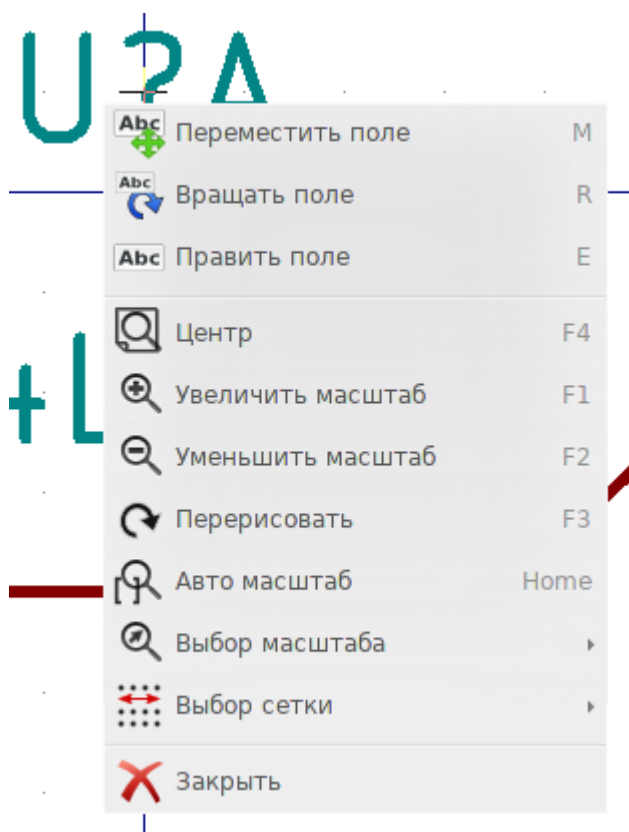 U?A
Abc Переместить поле M
Abc Вращать поле R
Abc Править поле E
Центр F4
Увеличить масштаб F1
Уменьшить масштаб F2
Перерисовать F3
Авто масштаб Home
Выбор масштаба
Выбор сетки
Закрыть